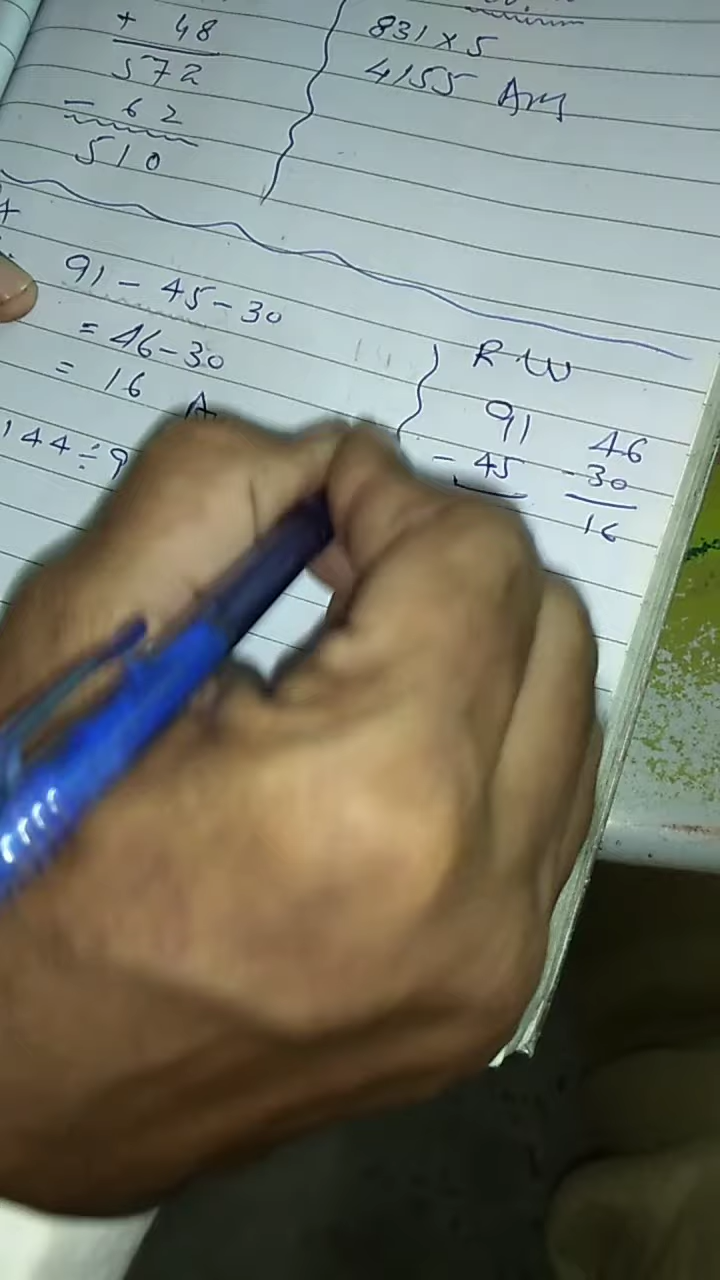 + 48
572
- 62
510
831 x 5
4155 Ans
91 - 45 - 30
= 46 - 30
= 16 A
144 ÷ 9
R W
91
- 45
46
- 30
16